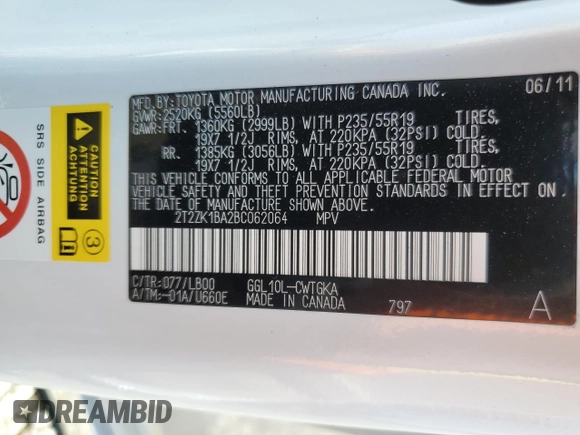 MFD.BY:TOYOTA MOTOR MANUFACTURING CANADA INC. 06/11
GVWR:2520KG (5560LB)
GAWR:FRT. 1360KG (2999LB) WITH P235/55R19 TIRES,
19X7 1/2J RIMS, AT 220KPA (32PSI) COLD.
RR. 1385KG (3056LB) WITH P235/55R19 TIRES,
19X7 1/2J RIMS, AT 220KPA (32PSI) COLD.
THIS VEHICLE CONFORMS TO ALL APPLICABLE FEDERAL MOTOR
VEHICLE SAFETY AND THEFT PREVENTION STANDARDS IN EFFECT ON
THE DATE OF MANUFACTURE SHOWN ABOVE.
2T2ZK1BA2BC062064 MPV
C/TR:077/LB00 GGL10L-CWTGKA
A/TM:-01A/U660E MADE IN CANADA 797 A
SRS SIDE AIRBAG
CAUTION
ATTENTION
ACHTUNG
3
DREAMBID